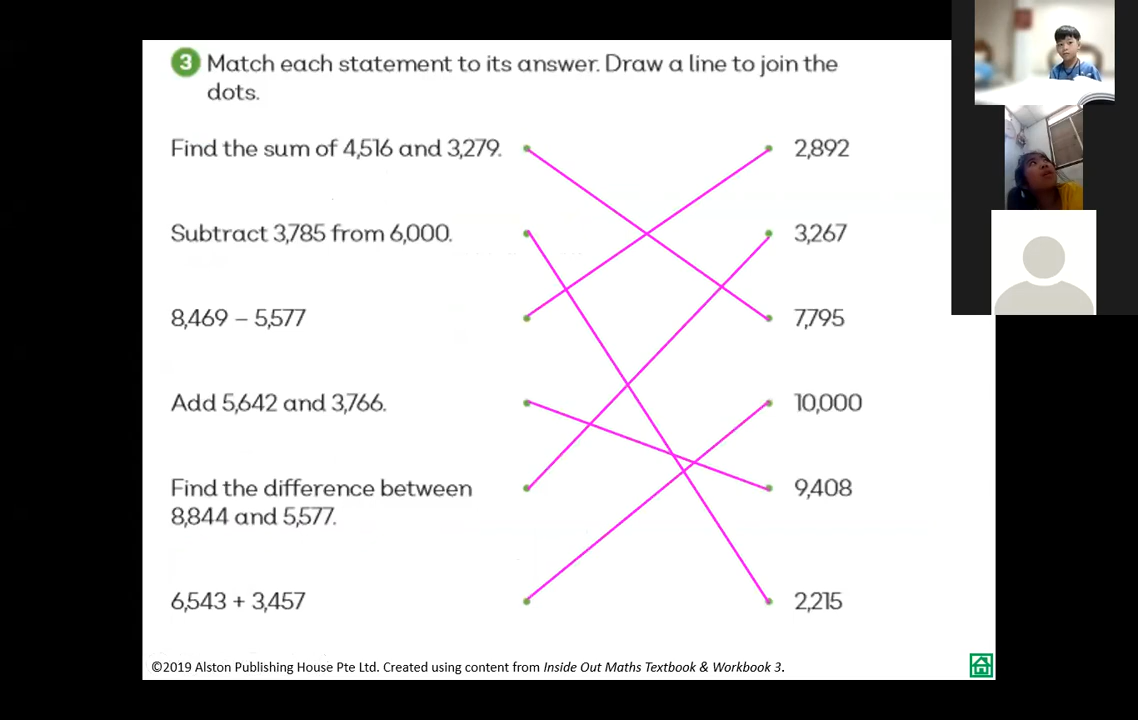 3 Match each statement to its answer. Draw a line to join the
dots.
Find the sum of 4,516 and 3,279.
2,892
Subtract 3,785 from 6,000.
3,267
8,469 – 5,577
7,795
Add 5,642 and 3,766.
10,000
Find the difference between
8,844 and 5,577.
9,408
6,543 + 3,457
2,215
©2019 Alston Publishing House Pte Ltd. Created using content from Inside Out Maths Textbook & Workbook 3.